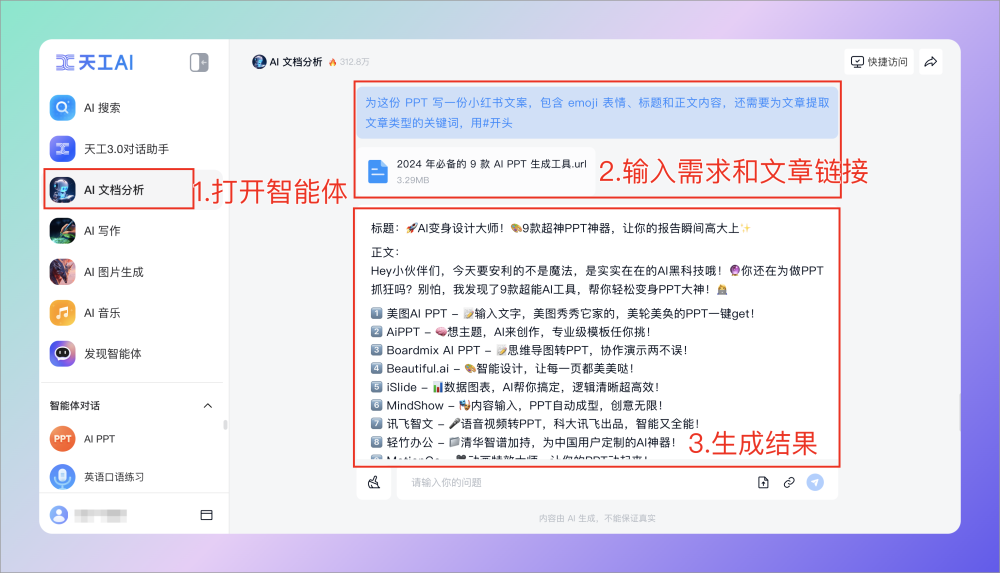 天工AI
AI 搜索
天工3.0对话助手
AI 文档分析
AI 写作
AI 图片生成
AI 音乐
发现智能体
智能体对话
PPT AI PPT
英语口语练习
1.打开智能体
AI 文档分析 🔥 312.8万
快捷访问
为这份 PPT 写一份小红书文案，包含 emoji 表情、标题和正文内容，还需要为文章提取
文章类型的关键词，用#开头
2024 年必备的 9 款 AI PPT 生成工具.url
3.29MB
2.输入需求和文章链接
标题：🚀AI变身设计大师！🎨9款超神PPT神器，让你的报告瞬间高大上✨
正文：
Hey小伙伴们，今天要安利的不是魔法，是实实在在的AI黑科技哦！🔮你还在为做PPT
抓狂吗？别怕，我发现了9款超能AI工具，帮你轻松变身PPT大神！🙆
1️⃣ 美图AI PPT – 📝输入文字，美图秀秀它家的，美轮美奂的PPT一键get！
2️⃣ AiPPT – 🧠想主题，AI来创作，专业级模板任你挑！
3️⃣ Boardmix AI PPT – 📝思维导图转PPT，协作演示两不误！
4️⃣ Beautiful.ai – 🎨智能设计，让每一页都美美哒！
5️⃣ iSlide – 📊数据图表，AI帮你搞定，逻辑清晰超高效！
6️⃣ MindShow – 🎭内容输入，PPT自动成型，创意无限！
7️⃣ 讯飞智文 – 🎤语音视频转PPT，科大讯飞出品，智能又全能！
8️⃣ 轻竹办公 – 清华智谱加持，为中国用户定制的AI神器！
动画特效大师，让你的PPT动起来！
3.生成结果
请输入你的问题
内容由 AI 生成，不能保证真实